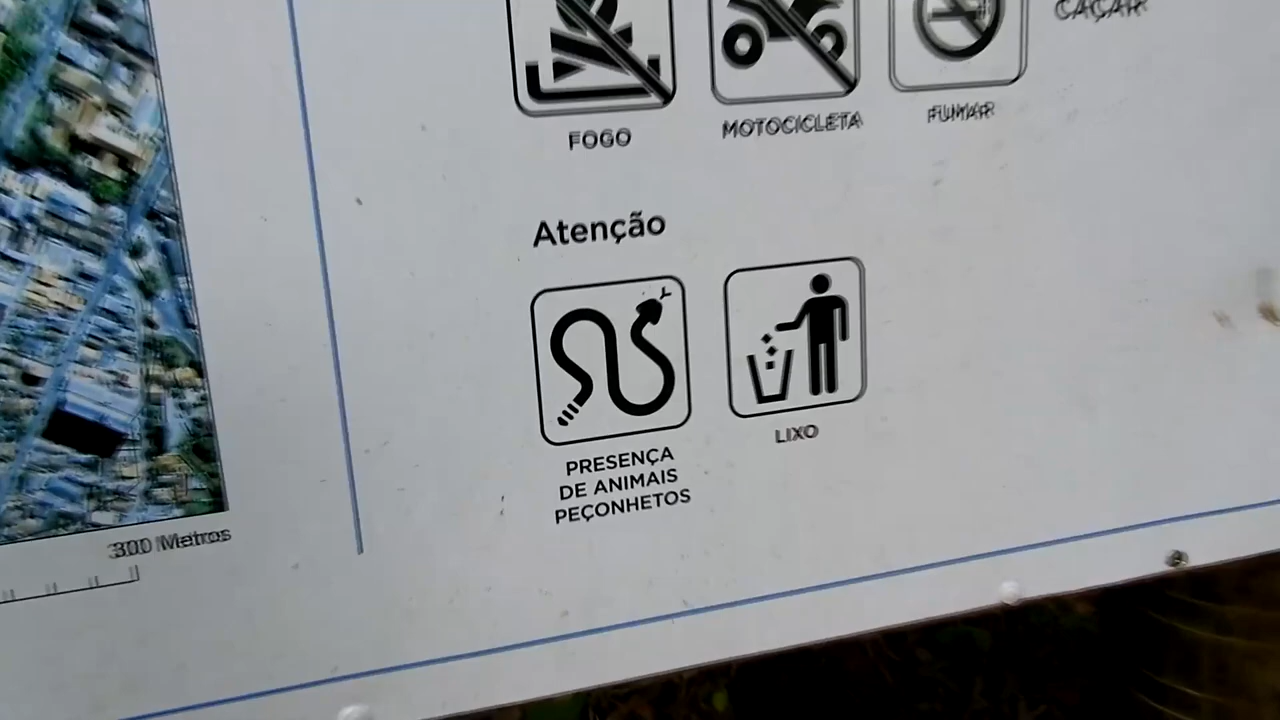 CAÇAR
FOGO
MOTOCICLETA
FUMAR
Atenção
PRESENÇA
DE ANIMAIS
PEÇONHETOS
LIXO
300 Metros